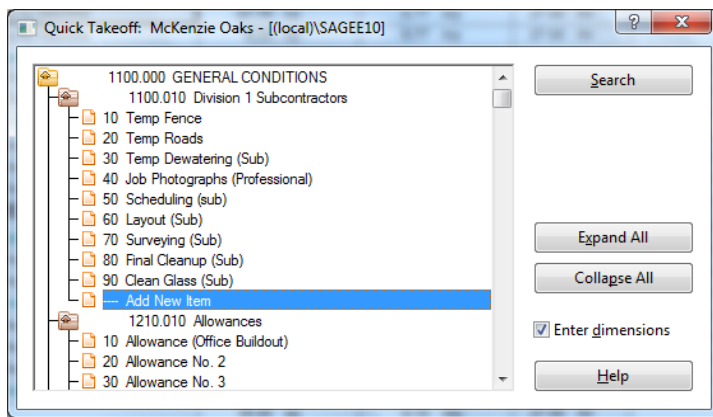 Quick Takeoff: McKenzie Oaks - [(local)\SAGEE10]
?
1100.000 GENERAL CONDITIONS
1100.010 Division 1 Subcontractors
10 Temp Fence
20 Temp Roads
30 Temp Dewatering (Sub)
40 Job Photographs (Professional)
50 Scheduling (sub)
60 Layout (Sub)
70 Surveying (Sub)
80 Final Cleanup (Sub)
90 Clean Glass (Sub)
---- Add New Item
1210.010 Allowances
10 Allowance (Office Buildout)
20 Allowance No. 2
30 Allowance No. 3
Search
Expand All
Collapse All
Enter dimensions
Help